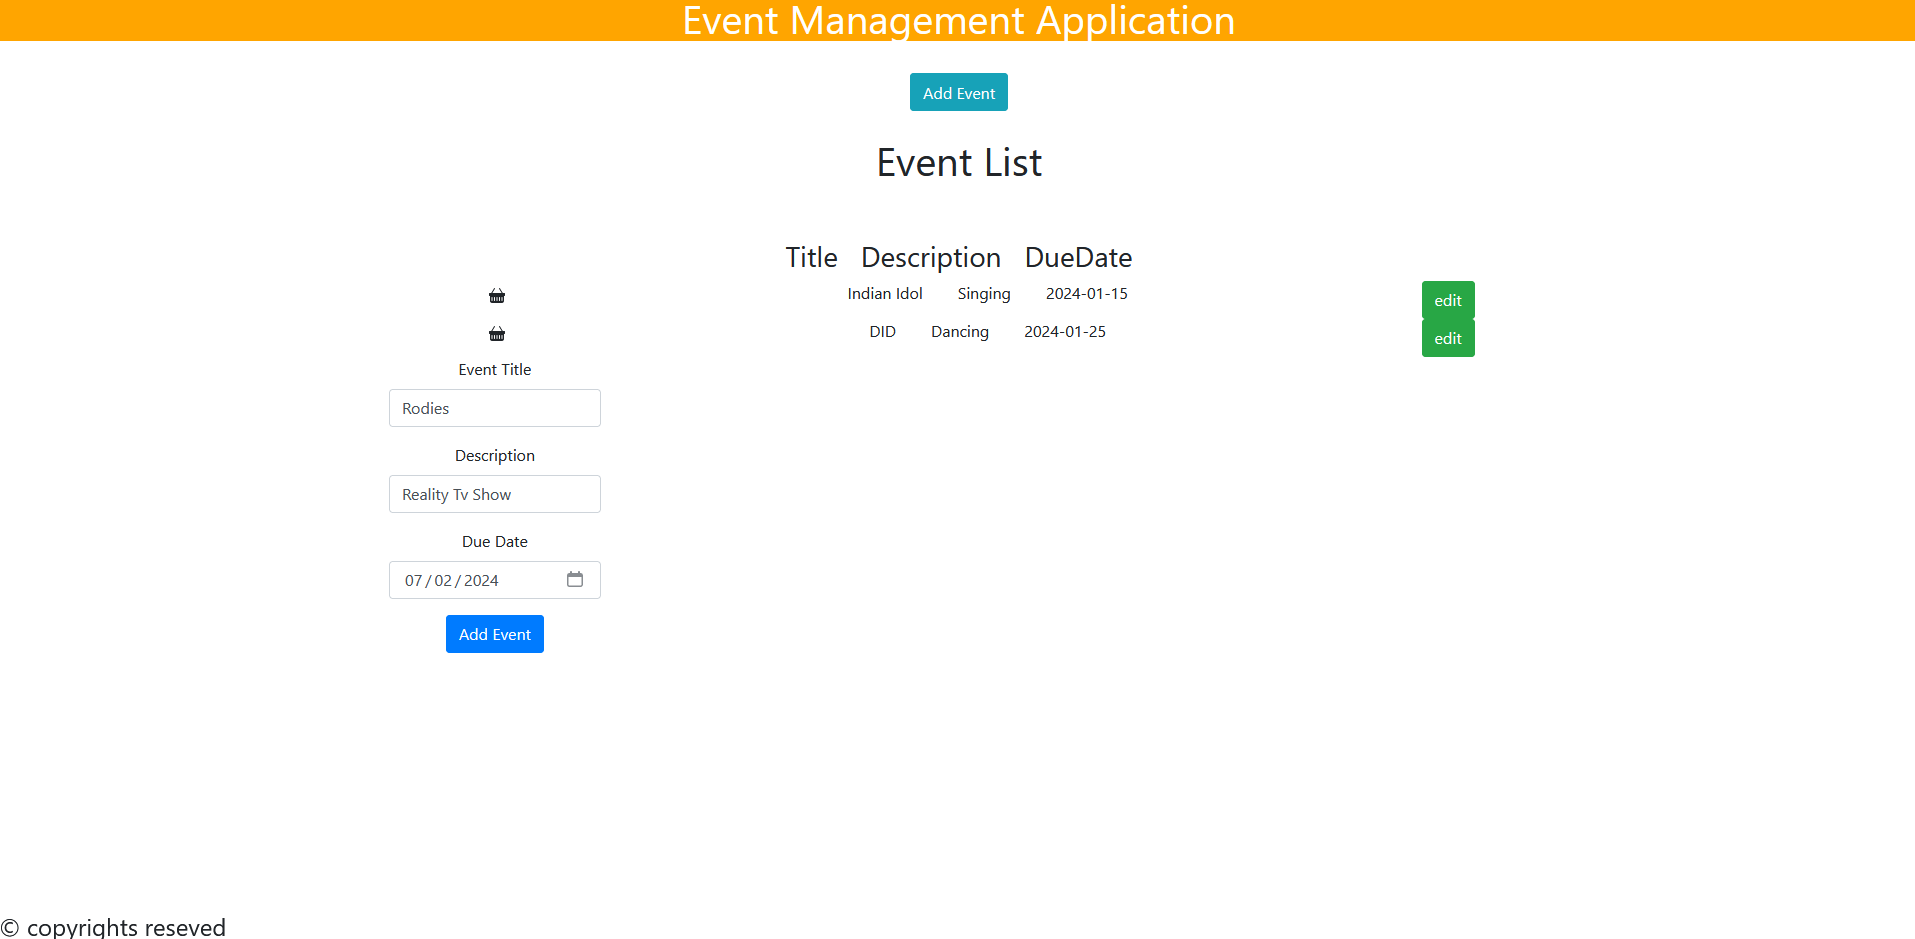 Event Management Application
Add Event
Event List
Title Description DueDate
Indian Idol Singing 2024-01-15 edit
DID Dancing 2024-01-25 edit
Event Title
Rodies
Description
Reality Tv Show
Due Date
07/02/2024
Add Event
© copyrights reseved